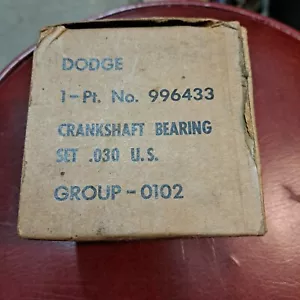 DODGE
1-Pt. No. 996433
CRANKSHAFT BEARING
SET .030 U.S.
GROUP-0102